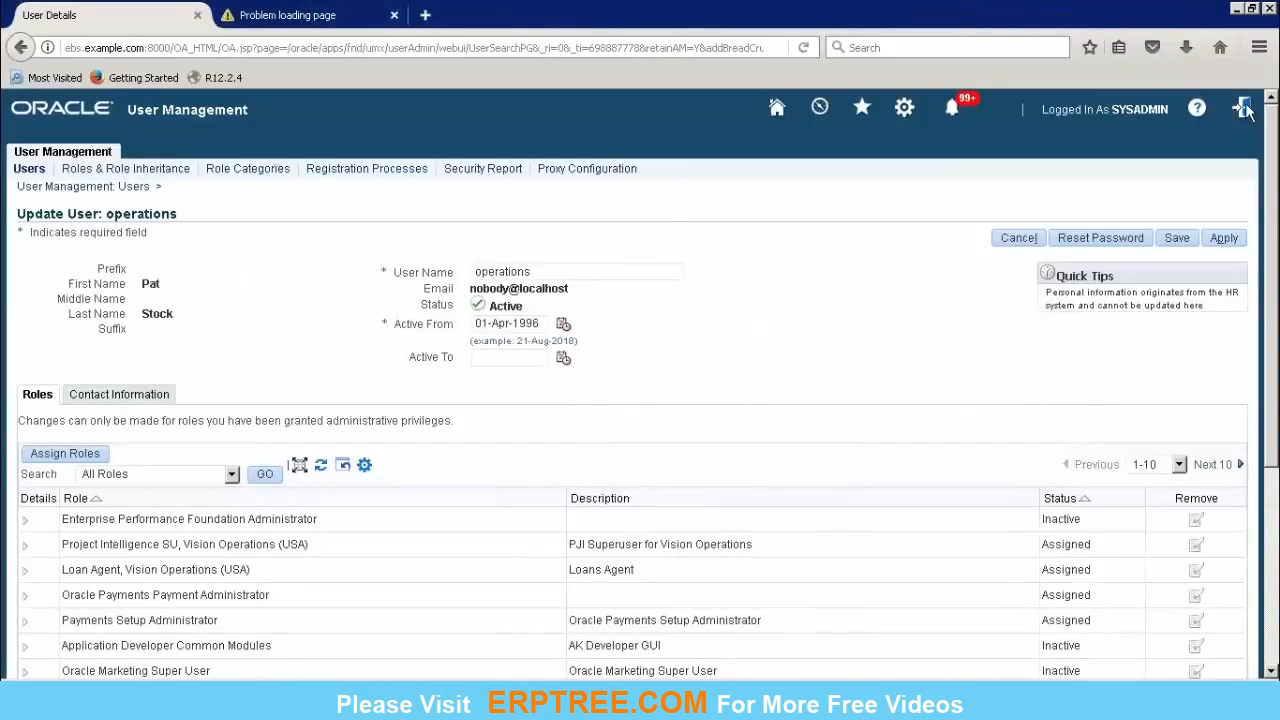 User Details
Problem loading page
ebs.example.com:8000/OA_HTML/OA.jsp?page=/oracle/apps/fnd/umx/userAdmin/webui/UserSearchPG&_ri=0&_ti=698887778&retainAM=Y&addBreadCru
Search
Most Visited Getting Started R12.2.4
ORACLE User Management
99+
Logged In As SYSADMIN
User Management
Users Roles & Role Inheritance Role Categories Registration Processes Security Report Proxy Configuration
User Management: Users >
Update User: operations
* Indicates required field
Cancel Reset Password Save Apply
Prefix
First Name Pat
Middle Name
Last Name Stock
Suffix
* User Name operations
Email nobody@localhost
Status Active
* Active From 01-Apr-1996
(example: 21-Aug-2018)
Active To
Quick Tips
Personal information originates from the HR
system and cannot be updated here
Roles Contact Information
Changes can only be made for roles you have been granted administrative privileges.
Assign Roles
Search All Roles GO
Previous 1-10 Next 10
Details Role Description Status Remove
Enterprise Performance Foundation Administrator Inactive
Project Intelligence SU, Vision Operations (USA) PJI Superuser for Vision Operations Assigned
Loan Agent, Vision Operations (USA) Loans Agent Assigned
Oracle Payments Payment Administrator Assigned
Payments Setup Administrator Oracle Payments Setup Administrator Assigned
Application Developer Common Modules AK Developer GUI Inactive
Oracle Marketing Super User Oracle Marketing Super User Inactive
Please Visit ERPTREE.COM For More Free Videos